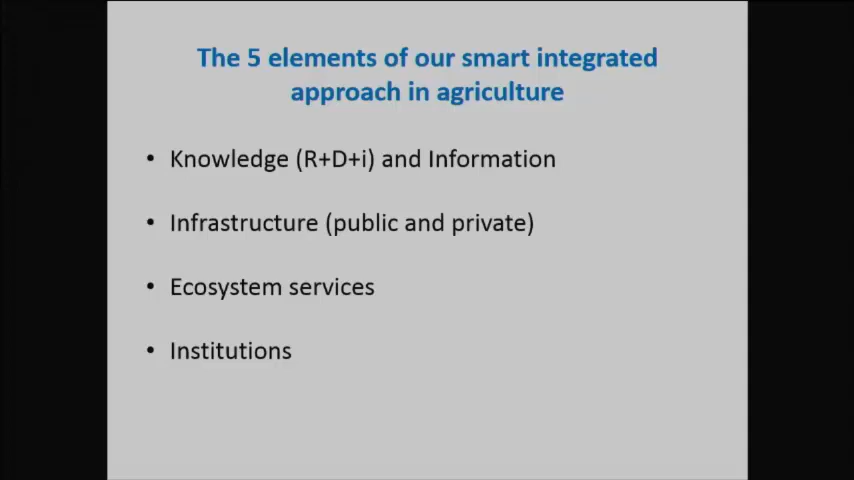 The 5 elements of our smart integrated
approach in agriculture
• Knowledge (R+D+i) and Information
• Infrastructure (public and private)
• Ecosystem services
• Institutions